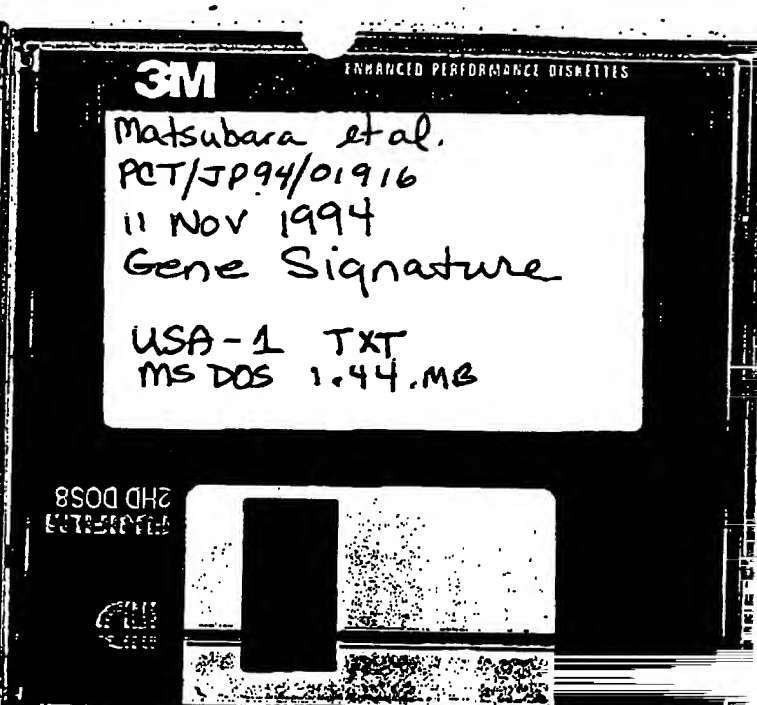 3M
ENHANCED PERFORMANCE DISKETTES
Matsubara et al.
PCT/JP94/01916
11 Nov 1994
Gene Signature
USA-1 TXT
MS DOS 1.44.MB
2HD DOS8